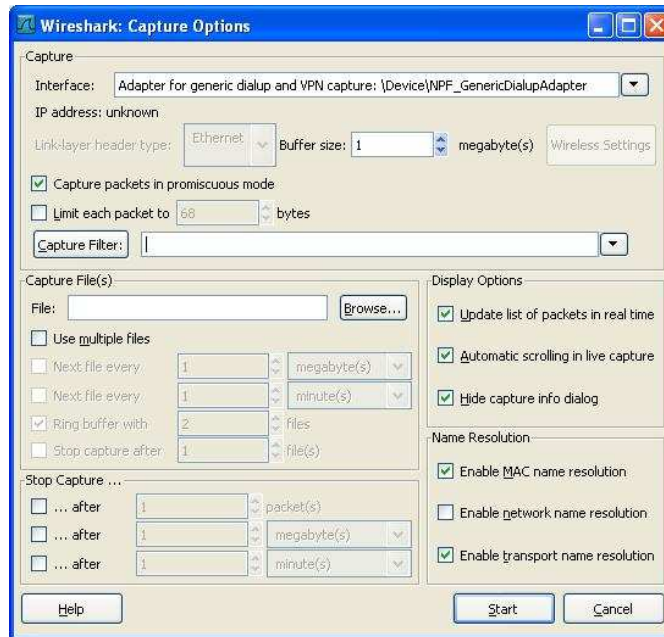 Wireshark: Capture Options
Capture
Interface: Adapter for generic dialup and VPN capture: \Device\NPF_GenericDialupAdapter
IP address: unknown
Link-layer header type: Ethernet Buffer size: 1 megabyte(s) Wireless Settings
Capture packets in promiscuous mode
Limit each packet to 68 bytes
Capture Filter:
Capture File(s)
File: Browse...
Use multiple files
Next file every 1 megabyte(s)
Next file every 1 minute(s)
Ring buffer with 2 files
Stop capture after 1 file(s)
Stop Capture ...
... after 1 packet(s)
... after 1 megabyte(s)
... after 1 minute(s)
Display Options
Update list of packets in real time
Automatic scrolling in live capture
Hide capture info dialog
Name Resolution
Enable MAC name resolution
Enable network name resolution
Enable transport name resolution
Help Start Cancel